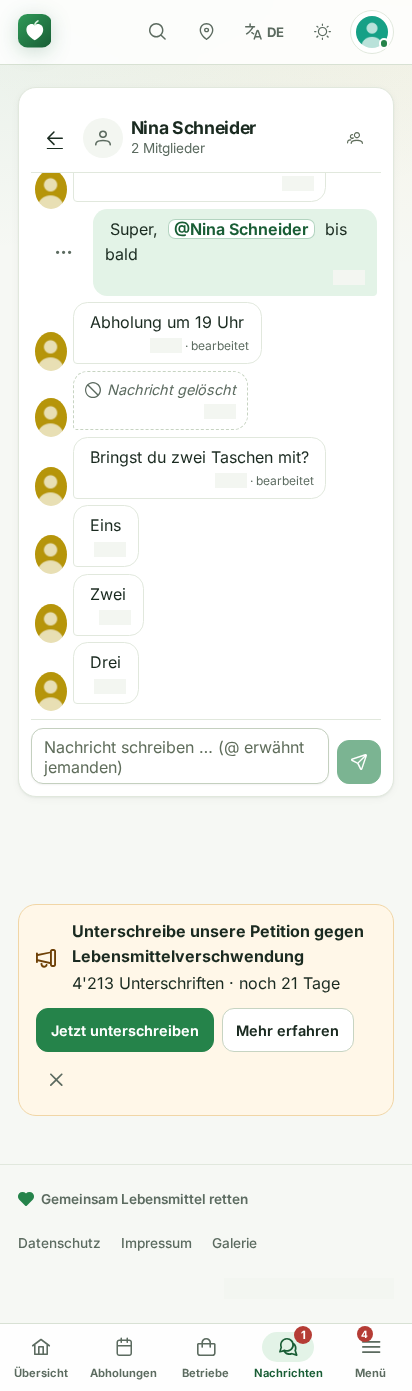 DE
Nina Schneider
2 Mitglieder
Super, @Nina Schneider bis
bald
Abholung um 19 Uhr
· bearbeitet
Nachricht gelöscht
Bringst du zwei Taschen mit?
· bearbeitet
Eins
Zwei
Drei
Nachricht schreiben ... (@ erwähnt
jemanden)
Unterschreibe unsere Petition gegen
Lebensmittelverschwendung
4'213 Unterschriften · noch 21 Tage
Jetzt unterschreiben
Mehr erfahren
Gemeinsam Lebensmittel retten
Datenschutz Impressum Galerie
1 4
Übersicht Abholungen Betriebe Nachrichten Menü